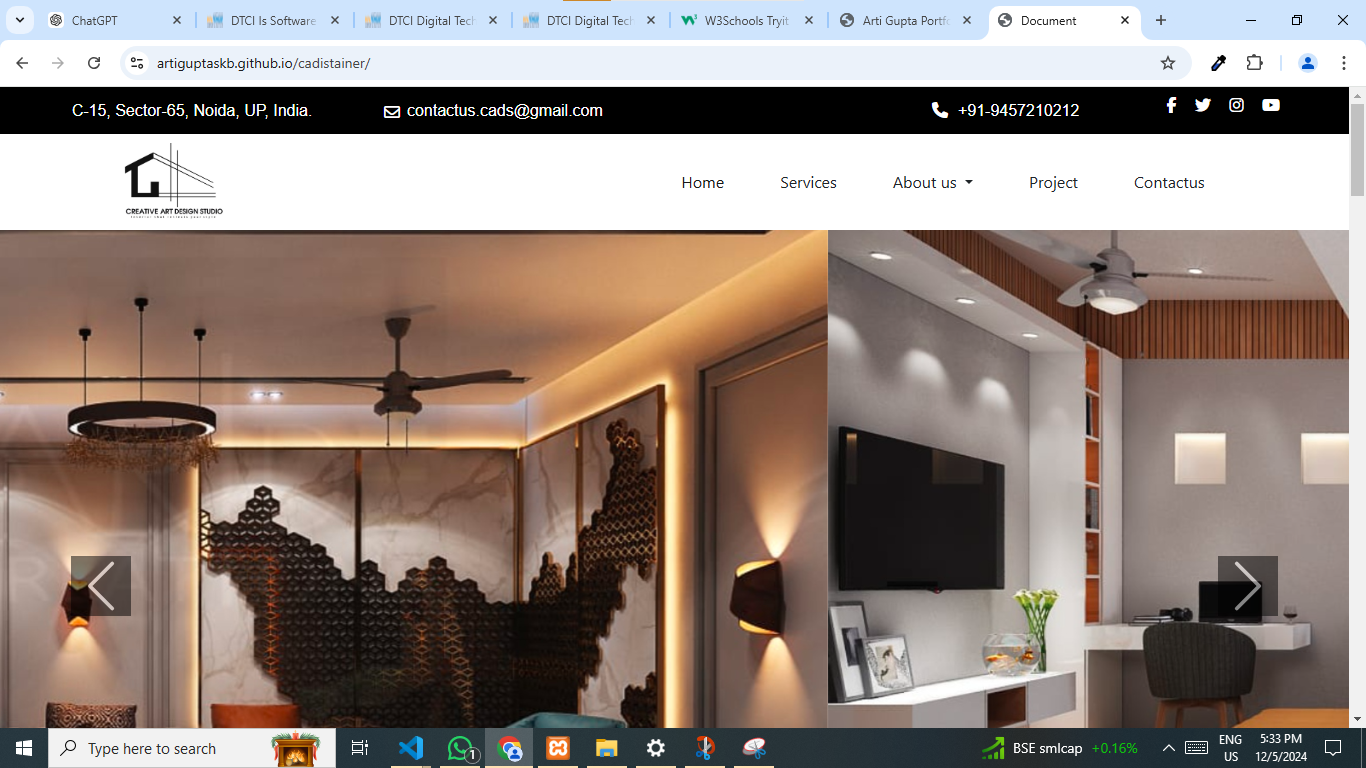 ChatGPT
DTCI Is Software
DTCI Digital Tech
DTCI Digital Tech
W3Schools Tryit
Arti Gupta Portfo
Document
artiguptaskb.github.io/cadistainer/
C-15, Sector-65, Noida, UP, India.
contactus.cads@gmail.com
+91-9457210212
CREATIVE ART DESIGN STUDIO
Home
Services
About us
Project
Contactus
Type here to search
1
BSE smlcap +0.16%
ENG
US
5:33 PM
12/5/2024